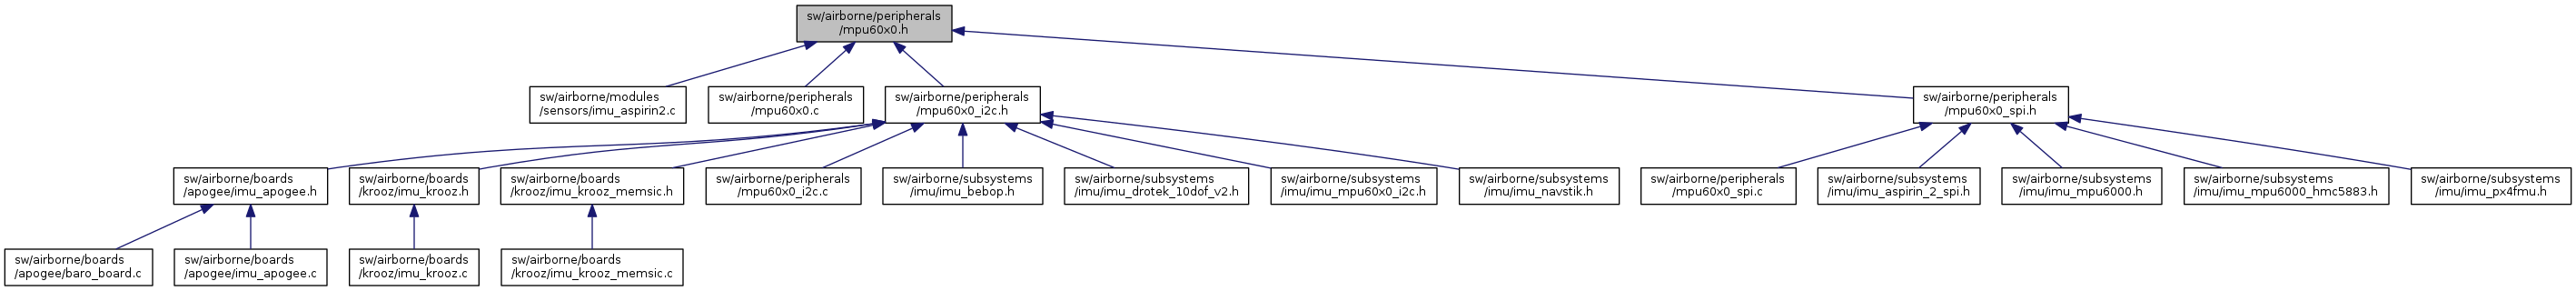 sw/airborne/peripherals
/mpu60x0.h
sw/airborne/modules
/sensors/imu_aspirin2.c
sw/airborne/peripherals
/mpu60x0.c
sw/airborne/peripherals
/mpu60x0_i2c.h
sw/airborne/peripherals
/mpu60x0_spi.h
sw/airborne/boards
/apogee/imu_apogee.h
sw/airborne/boards
/krooz/imu_krooz.h
sw/airborne/boards
/krooz/imu_krooz_memsic.h
sw/airborne/peripherals
/mpu60x0_i2c.c
sw/airborne/subsystems
/imu/imu_bebop.h
sw/airborne/subsystems
/imu/imu_drotek_10dof_v2.h
sw/airborne/subsystems
/imu/imu_mpu60x0_i2c.h
sw/airborne/subsystems
/imu/imu_navstik.h
sw/airborne/peripherals
/mpu60x0_spi.c
sw/airborne/subsystems
/imu/imu_aspirin_2_spi.h
sw/airborne/subsystems
/imu/imu_mpu6000.h
sw/airborne/subsystems
/imu/imu_mpu6000_hmc5883.h
sw/airborne/subsystems
/imu/imu_px4fmu.h
sw/airborne/boards
/apogee/baro_board.c
sw/airborne/boards
/apogee/imu_apogee.c
sw/airborne/boards
/krooz/imu_krooz.c
sw/airborne/boards
/krooz/imu_krooz_memsic.c